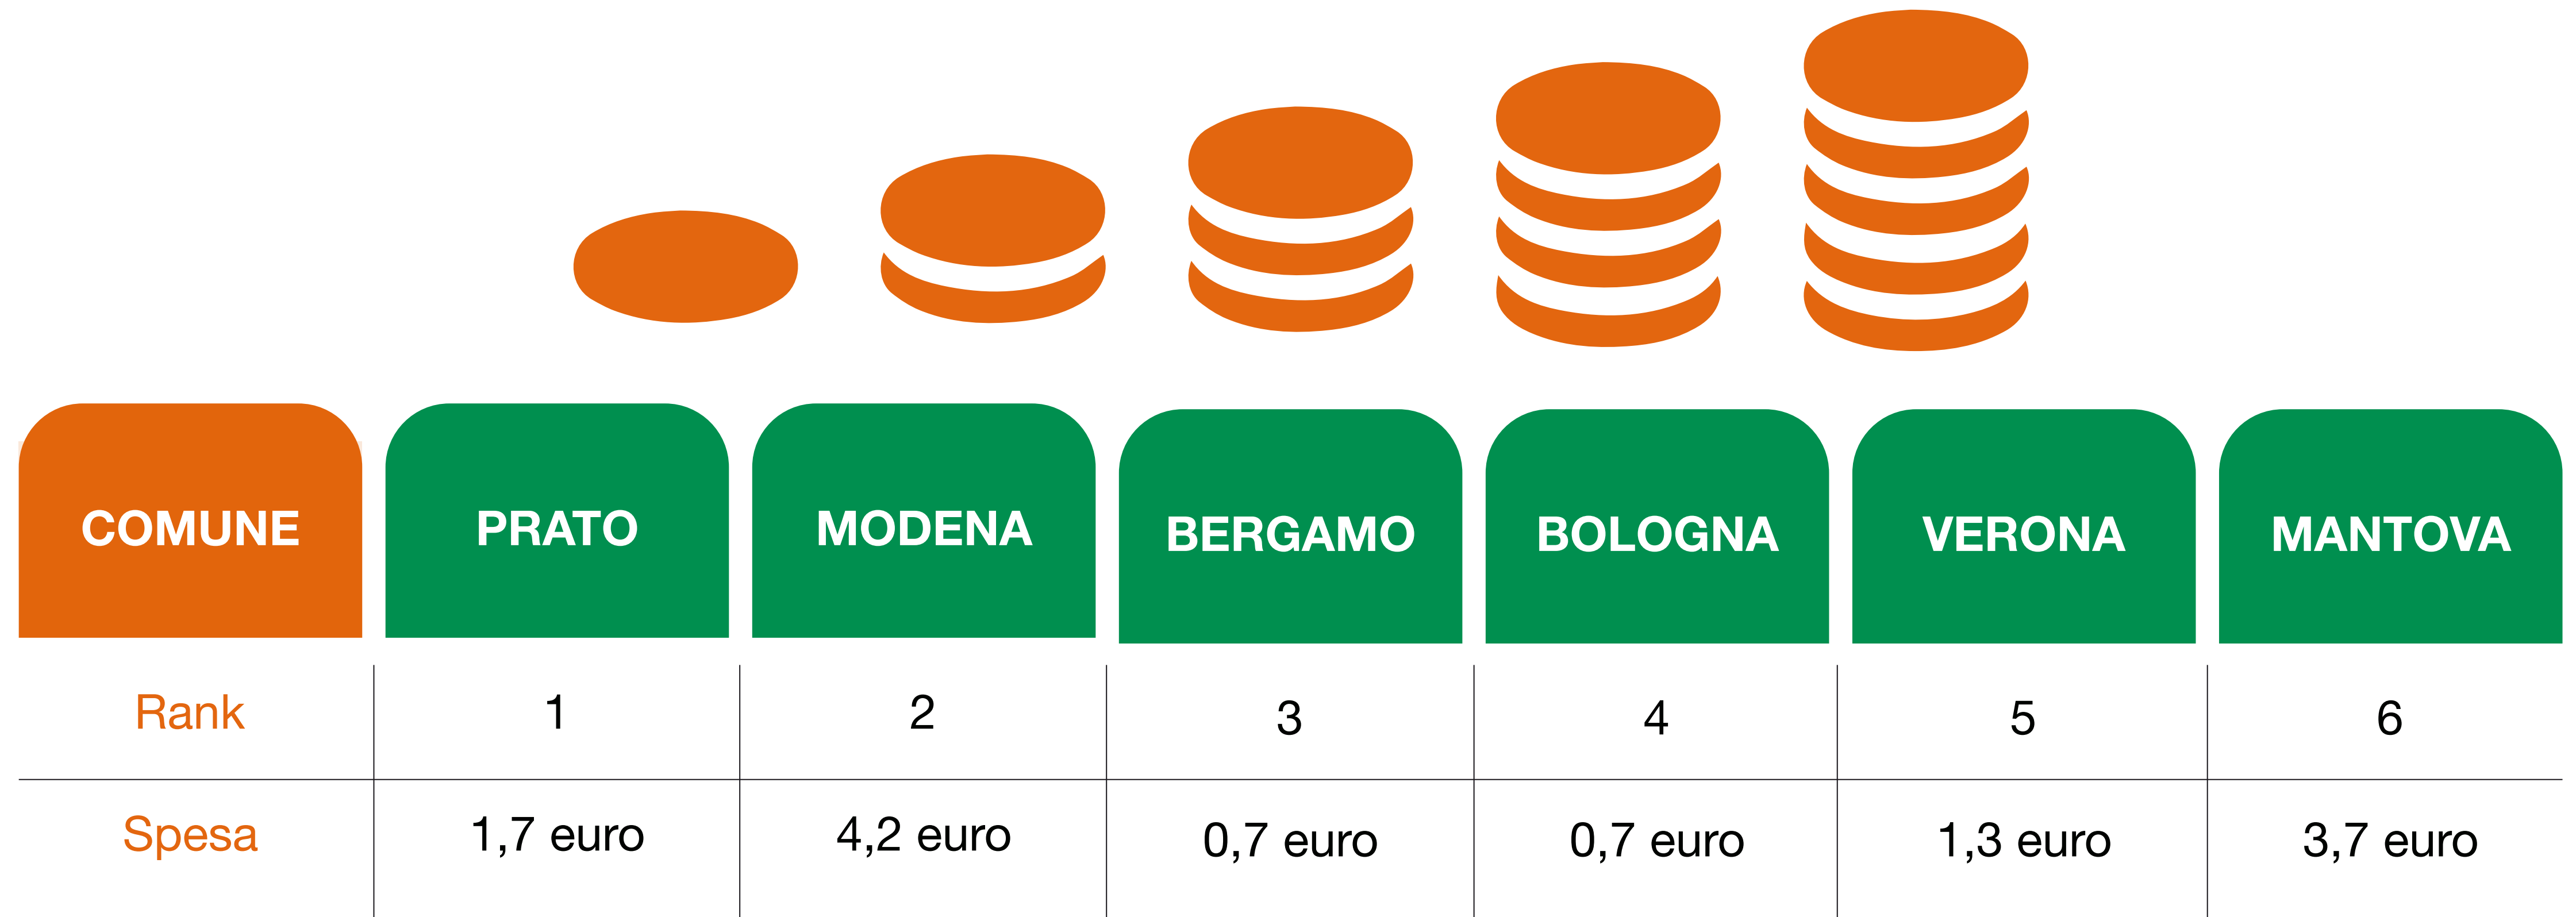 COMUNE PRATO MODENA BERGAMO BOLOGNA VERONA MANTOVA
Rank 1 2 3 4 5 6
Spesa 1,7 euro 4,2 euro 0,7 euro 0,7 euro 1,3 euro 3,7 euro